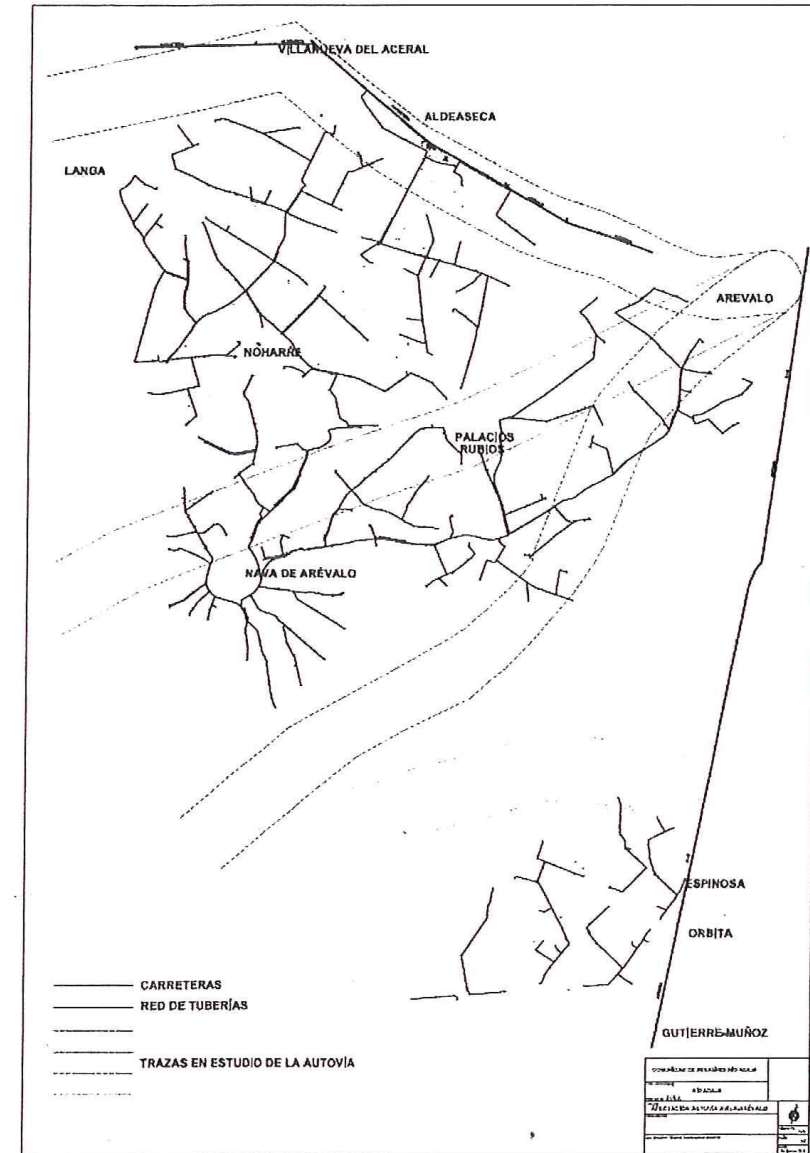 VILLANUEVA DEL ACERAL
ALDEASECA
LANGA
AREVALO
NOHARRE
PALACIOS
RUBIOS
NAVA DE ARÉVALO
ESPINOSA
ORBITA
CARRETERAS
RED DE TUBERÍAS
GUTIERRE-MUÑOZ
TRAZAS EN ESTUDIO DE LA AUTOVÍA